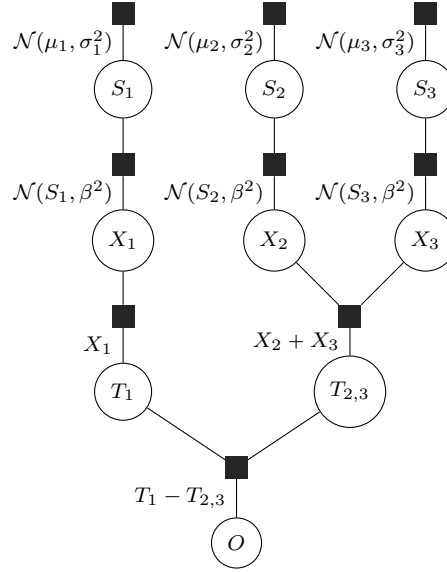 𝒩(μ₁, σ₁²) 𝒩(μ₂, σ₂²) 𝒩(μ₃, σ₃²)
S₁ S₂ S₃
𝒩(S₁, β²) 𝒩(S₂, β²) 𝒩(S₃, β²)
X₁ X₂ X₃
X₁ X₂ + X₃
T₁ T₂,₃
T₁ − T₂,₃
O